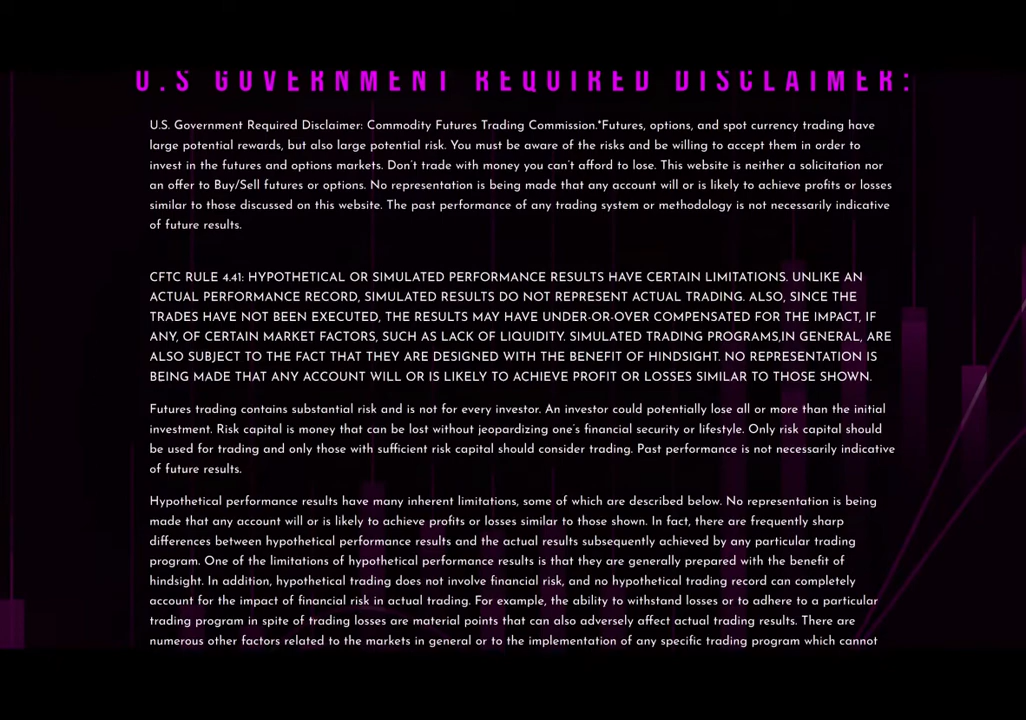 U.S GOVERNMENT REQUIRED DISCLAIMER:
U.S. Government Required Disclaimer: Commodity Futures Trading Commission.*Futures, options, and spot currency trading have
large potential rewards, but also large potential risk. You must be aware of the risks and be willing to accept them in order to
invest in the futures and options markets. Don't trade with money you can't afford to lose. This website is neither a solicitation nor
an offer to Buy/Sell futures or options. No representation is being made that any account will or is likely to achieve profits or losses
similar to those discussed on this website. The past performance of any trading system or methodology is not necessarily indicative
of future results.
CFTC RULE 4.41: HYPOTHETICAL OR SIMULATED PERFORMANCE RESULTS HAVE CERTAIN LIMITATIONS. UNLIKE AN
ACTUAL PERFORMANCE RECORD, SIMULATED RESULTS DO NOT REPRESENT ACTUAL TRADING. ALSO, SINCE THE
TRADES HAVE NOT BEEN EXECUTED, THE RESULTS MAY HAVE UNDER-OR-OVER COMPENSATED FOR THE IMPACT, IF
ANY, OF CERTAIN MARKET FACTORS, SUCH AS LACK OF LIQUIDITY. SIMULATED TRADING PROGRAMS,IN GENERAL, ARE
ALSO SUBJECT TO THE FACT THAT THEY ARE DESIGNED WITH THE BENEFIT OF HINDSIGHT. NO REPRESENTATION IS
BEING MADE THAT ANY ACCOUNT WILL OR IS LIKELY TO ACHIEVE PROFIT OR LOSSES SIMILAR TO THOSE SHOWN.
Futures trading contains substantial risk and is not for every investor. An investor could potentially lose all or more than the initial
investment. Risk capital is money that can be lost without jeopardizing one's financial security or lifestyle. Only risk capital should
be used for trading and only those with sufficient risk capital should consider trading. Past performance is not necessarily indicative
of future results.
Hypothetical performance results have many inherent limitations, some of which are described below. No representation is being
made that any account will or is likely to achieve profits or losses similar to those shown. In fact, there are frequently sharp
differences between hypothetical performance results and the actual results subsequently achieved by any particular trading
program. One of the limitations of hypothetical performance results is that they are generally prepared with the benefit of
hindsight. In addition, hypothetical trading does not involve financial risk, and no hypothetical trading record can completely
account for the impact of financial risk in actual trading. For example, the ability to withstand losses or to adhere to a particular
trading program in spite of trading losses are material points that can also adversely affect actual trading results. There are
numerous other factors related to the markets in general or to the implementation of any specific trading program which cannot